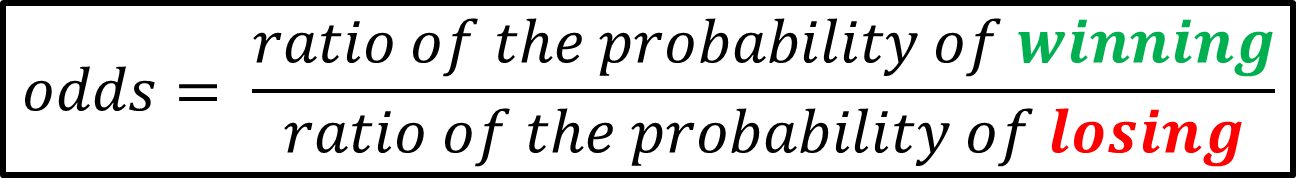 odds = ratio of the probability of winning
ratio of the probability of losing